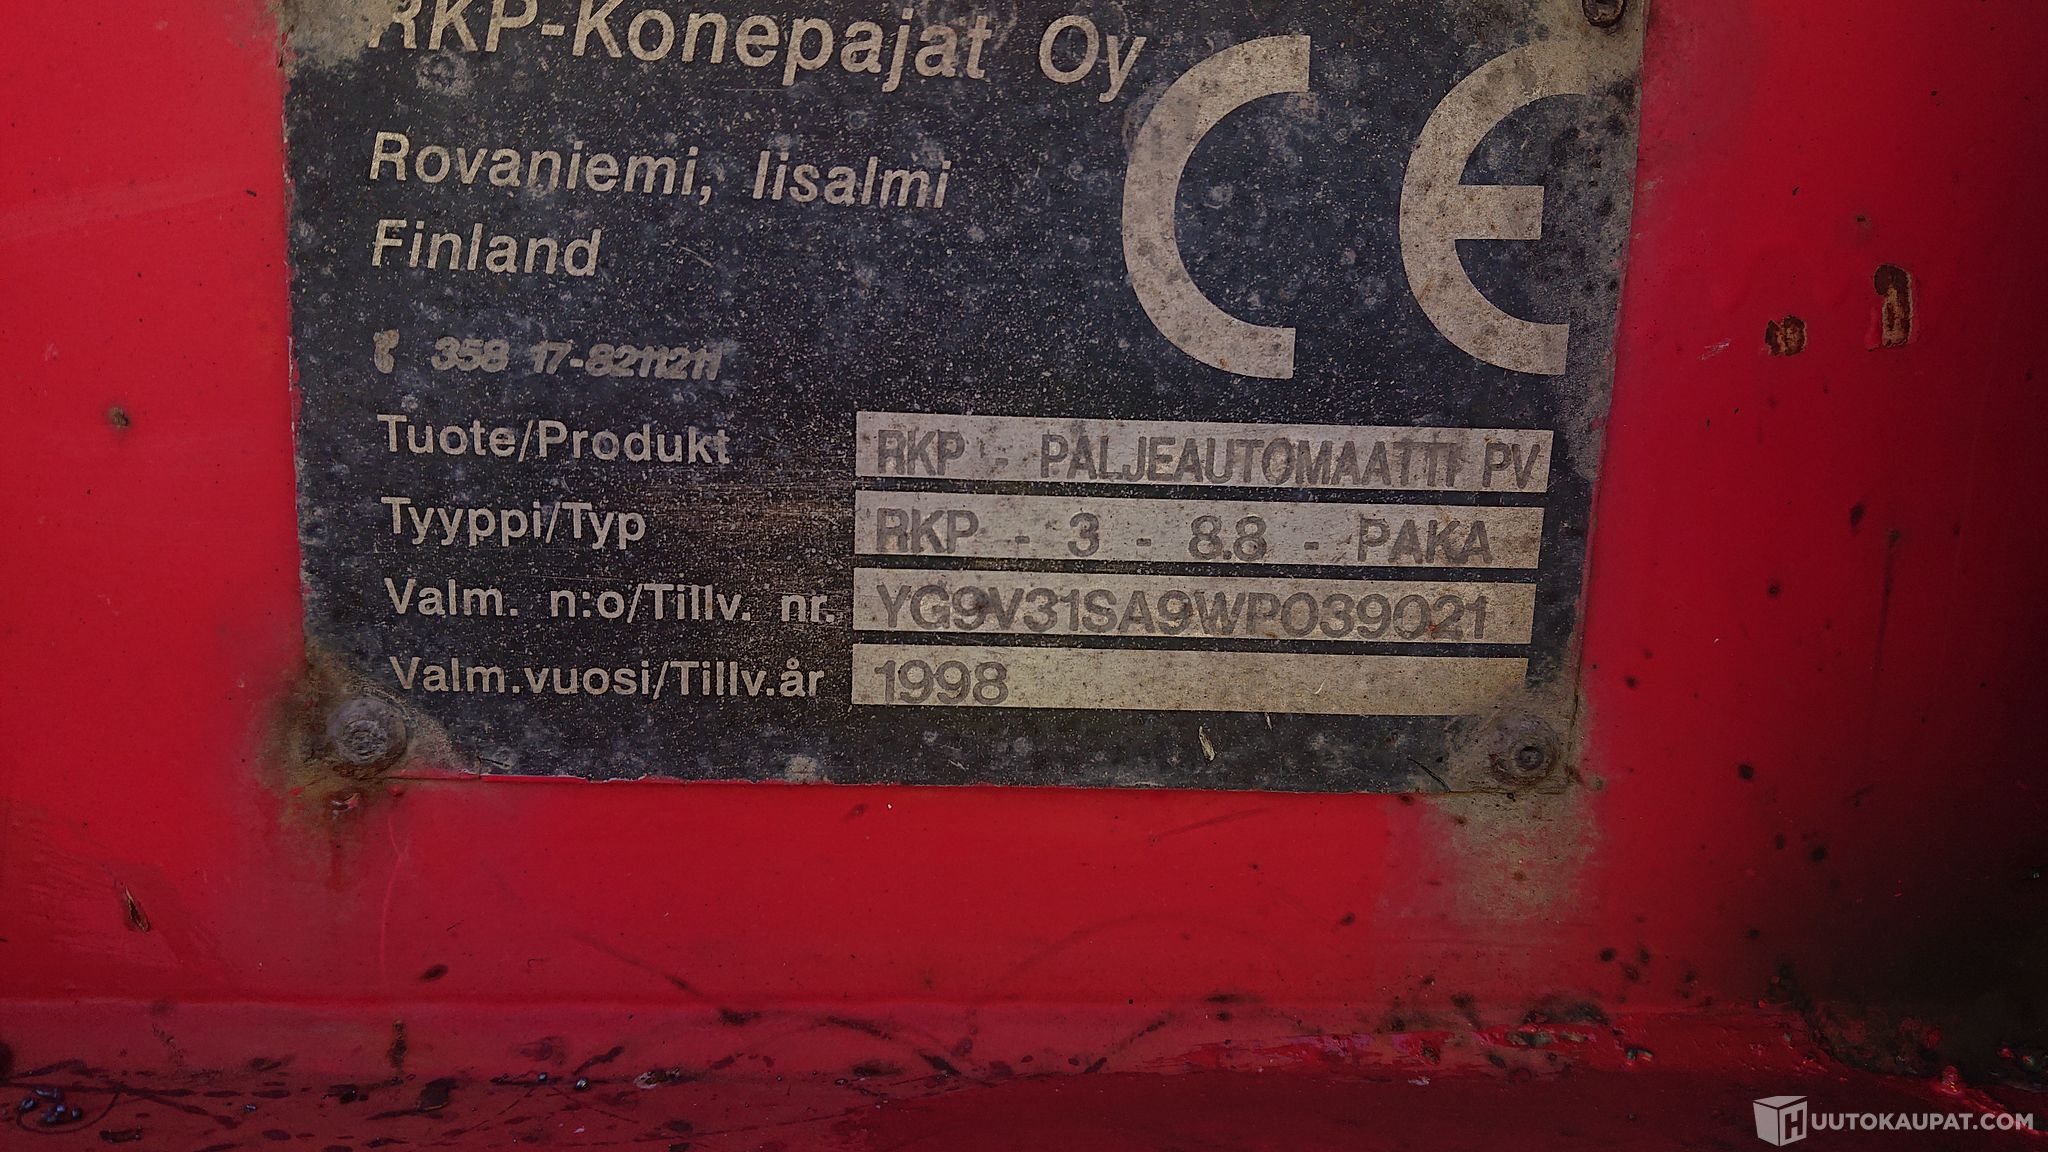 RKP-Konepajat Oy
CE
Rovaniemi, Iisalmi
Finland
358 17-8211211
Tuote/Produkt RKP - PALJEAUTOMAATTI PV
Tyyppi/Typ RKP - 3 - 8.8 - PAKA
Valm. n:o/Tillv. nr. YG9V31SA9WP039021
Valm.vuosi/Tillv.år 1998
HUUTOKAUPAT.COM